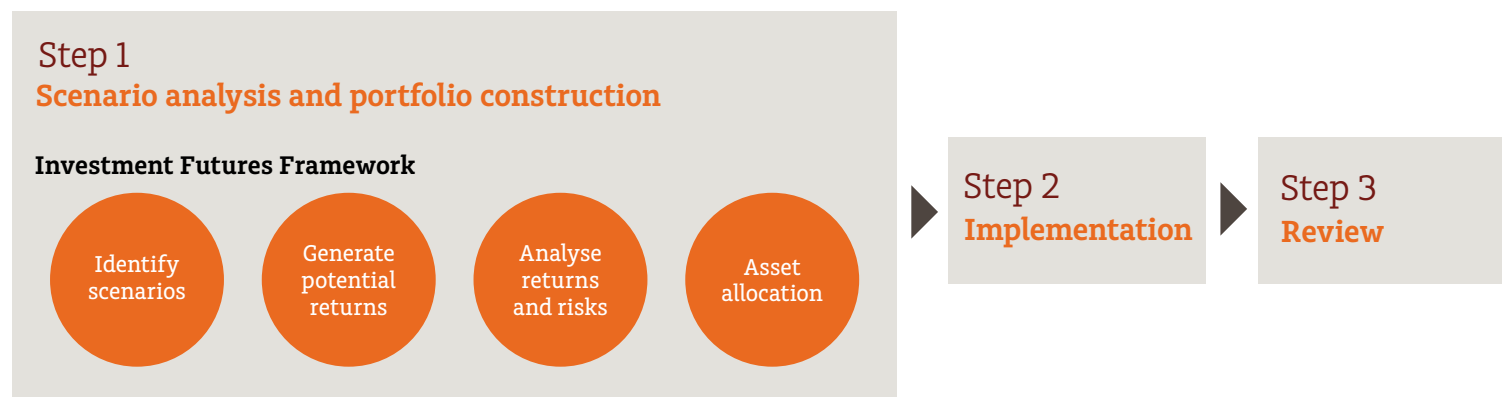 Step 1
Scenario analysis and portfolio construction
Investment Futures Framework
Identify
scenarios
Generate
potential
returns
Analyse
returns
and risks
Asset
allocation
Step 2
Implementation
Step 3
Review